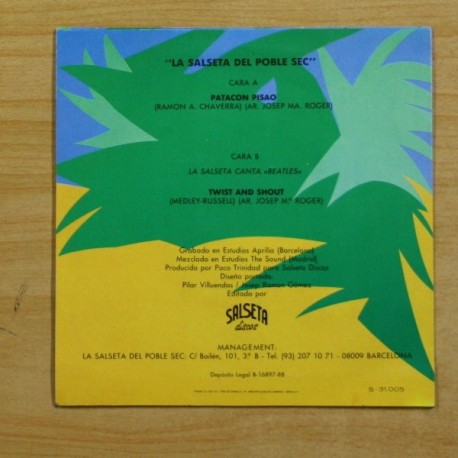 "LA SALSETA DEL POBLE SEC"
CARA A
PATACON PISAO
(RAMON A. CHAVERRA) (AR. JOSEP MA. ROGER)
CARA B
LA SALSETA CANTA «BEATLES»
TWIST AND SHOUT
(MEDLEY-RUSSELL) (AR. JOSEP Mª ROGER)
Grabado en Estudios Aprilia (Barcelona)
Mezclado en Estudios The Sound (Madrid)
Producido por Paco Trinidad para Salseta Discos
Diseño portada:
Pilar Villuendas / Josep Ramon Gómez
Editado por
SALSETA
discos
MANAGEMENT:
LA SALSETA DEL POBLE SEC: C/ Bailén, 101, 3º B - Tel. (93) 207 10 71 - 08009 BARCELONA
Depósito Legal B-16897-88
S-31.005